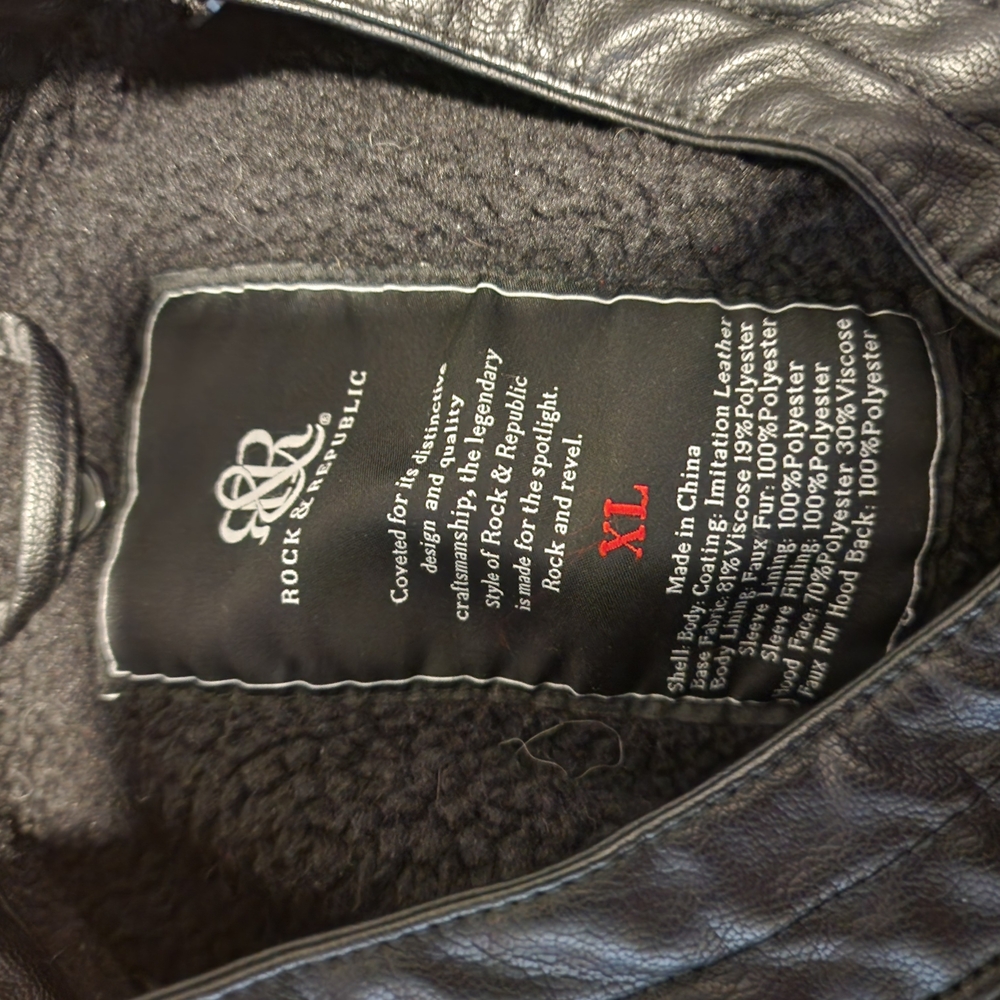 R&R®
ROCK & REPUBLIC
Coveted for its distinctive
design and quality
craftsmanship, the legendary
style of Rock & Republic
is made for the spotlight.
Rock and revel.
XL
Made in China
Shell: Body: Coating: Imitation Leather
Base Fabric: 81%Viscose 19%Polyester
Body Lining: Faux Fur: 100%Polyester
Sleeve Lining: 100%Polyester
Sleeve Filling: 100%Polyester
Hood Face: 70%Polyester 30%Viscose
Faux Fur Hood Back: 100%Polyester